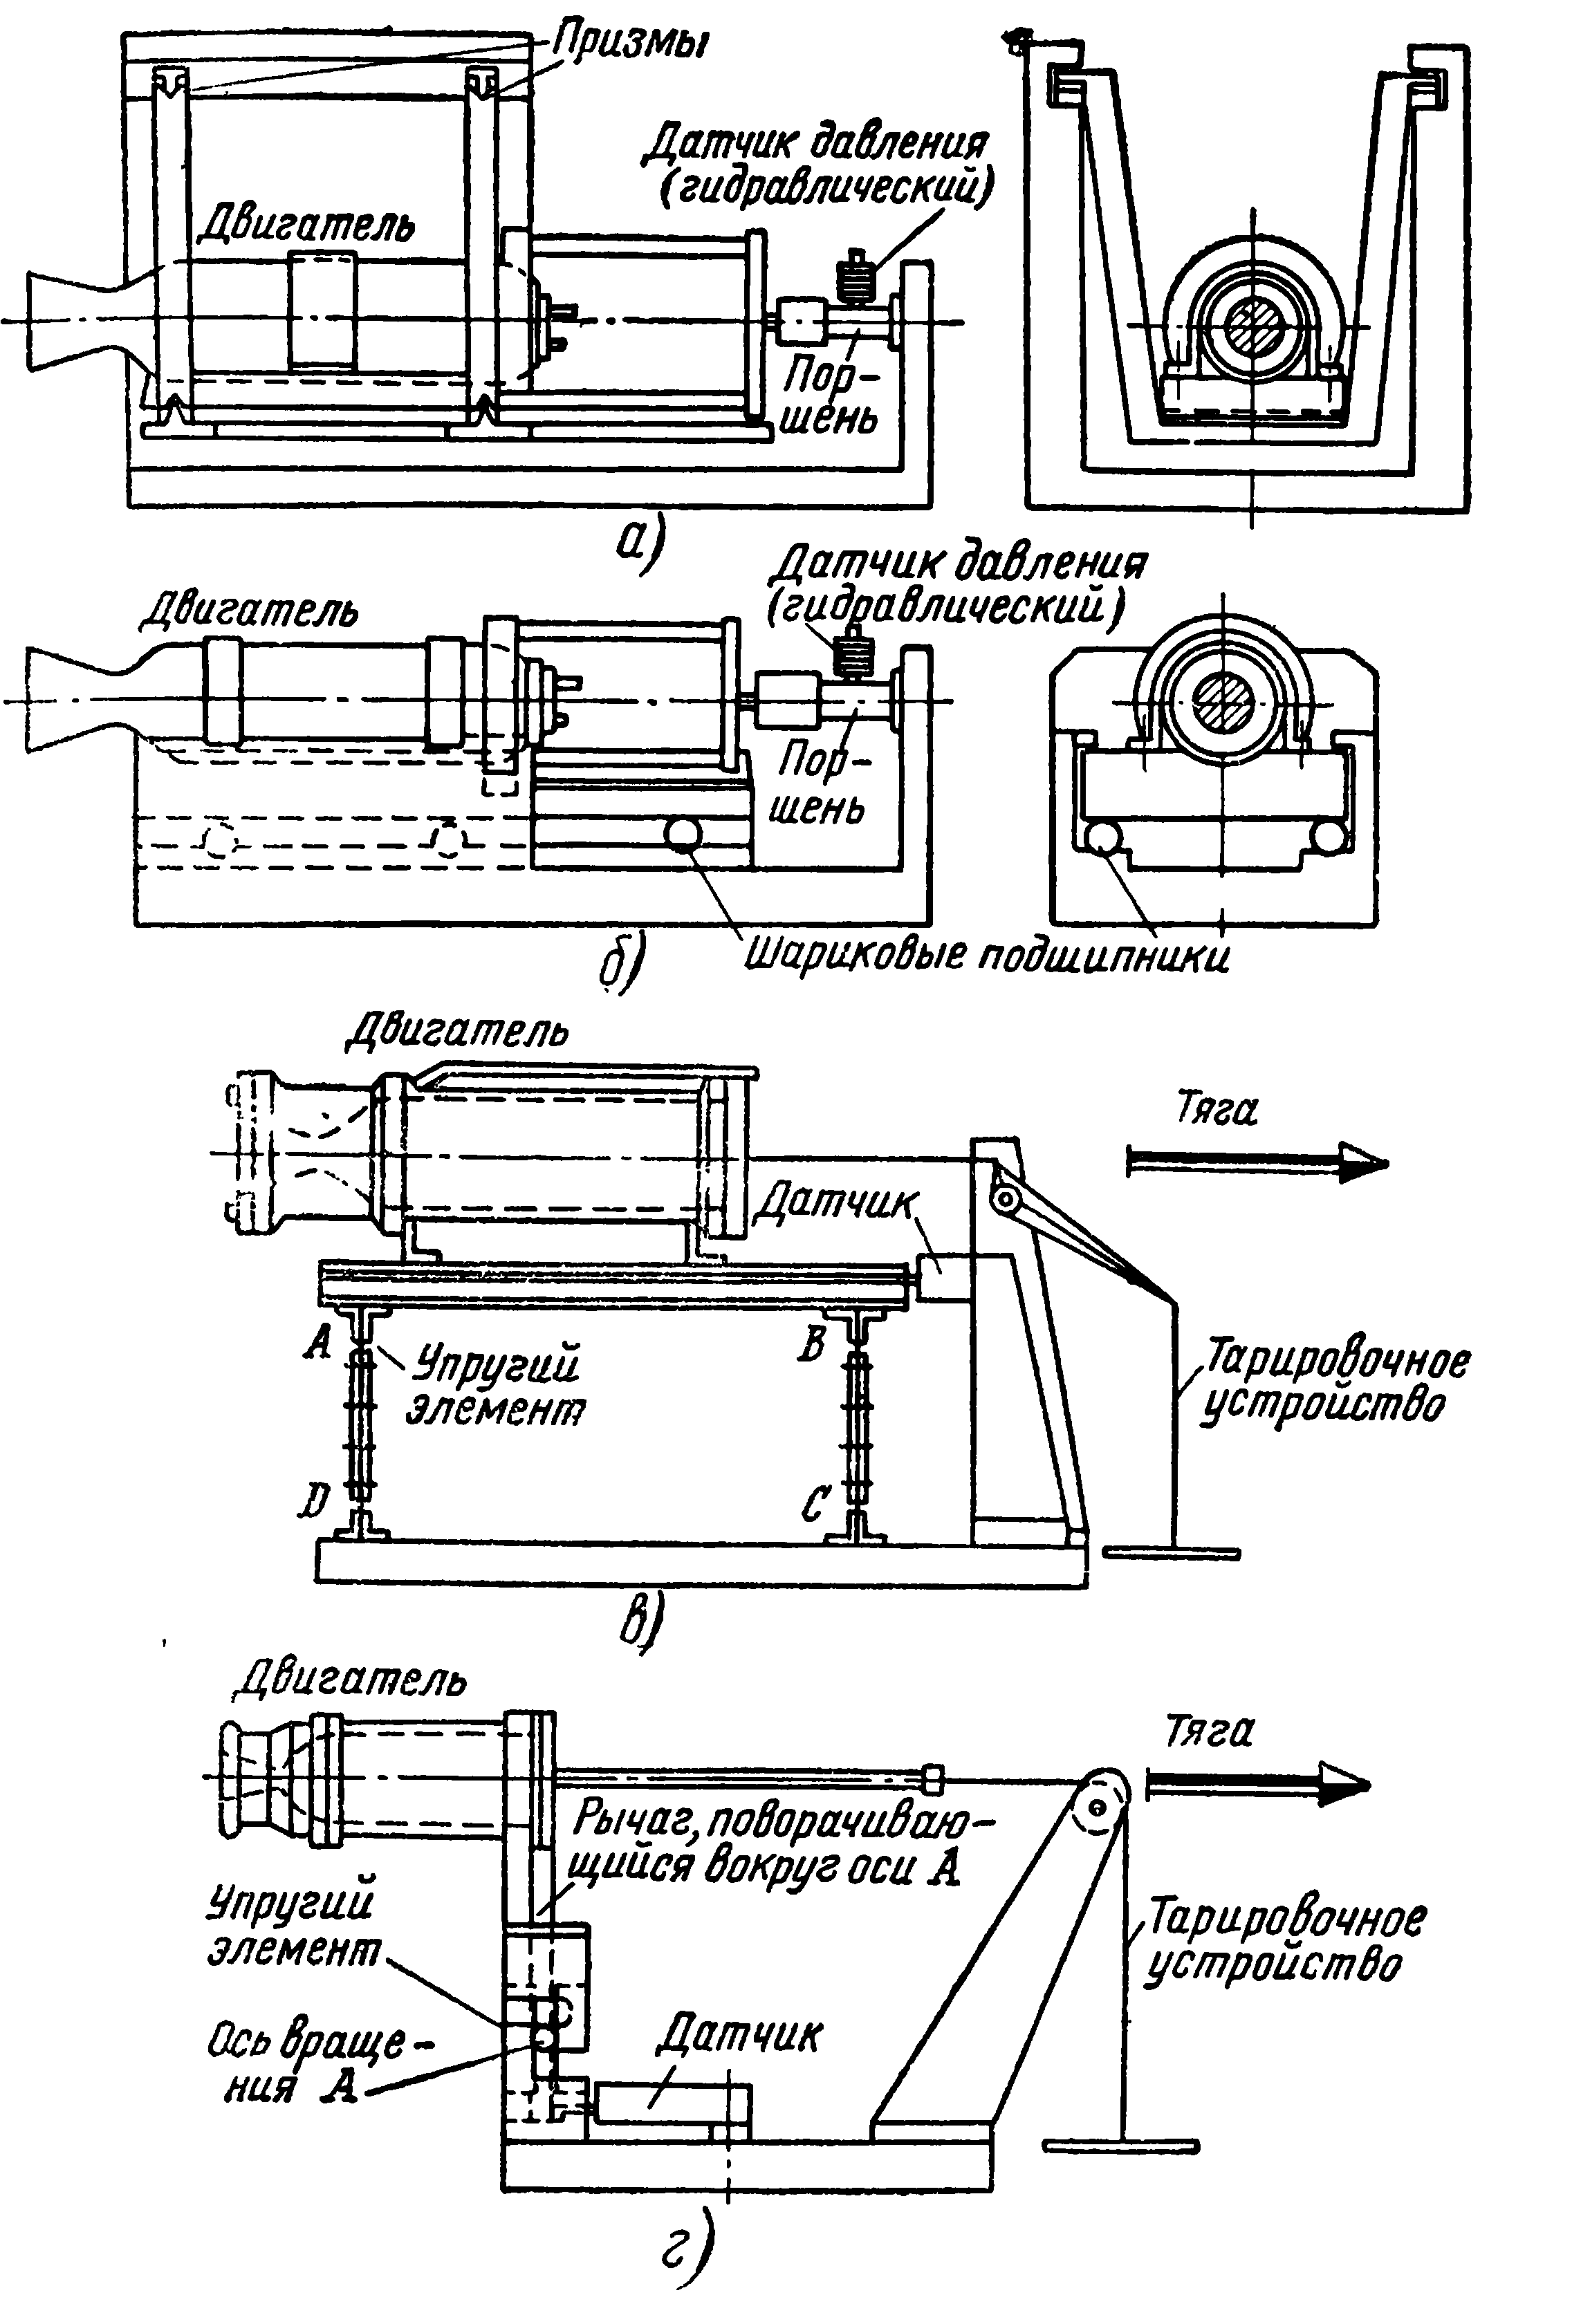 Призмы
Датчик давления
(гидравлический)
Двигатель
Пор-
шень
а)
Датчик давления
(гидравлический)
Двигатель
Пор-
шень
Шариковые подшипники
б)
Двигатель
Тяга
Датчик
A
B
Упругий
элемент
Тарировочное
устройство
D
C
в)
Двигатель
Тяга
Рычаг, поворачиваю-
щийся вокруг оси A
Упругий
элемент
Тарировочное
устройство
Ось враще-
ния A
Датчик
г)